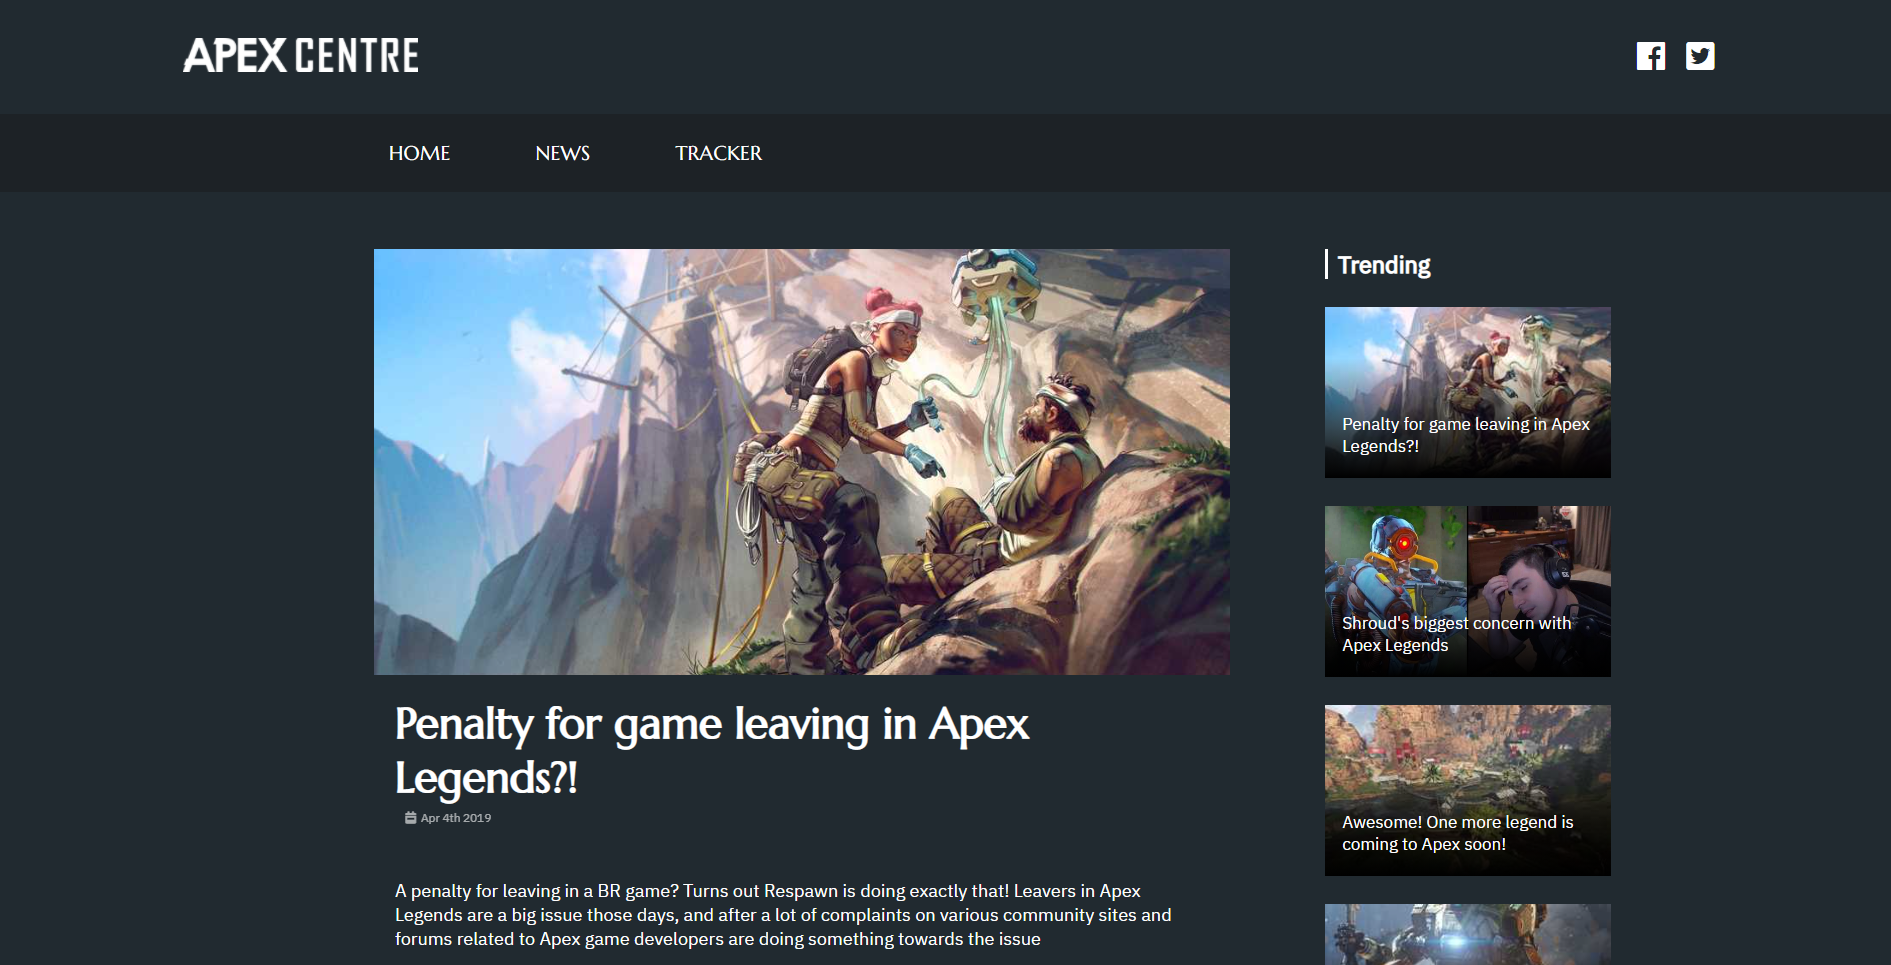 APEX CENTRE
HOME
NEWS
TRACKER
Trending
Penalty for game leaving in Apex
Legends?!
Shroud's biggest concern with
Apex Legends
Awesome! One more legend is
coming to Apex soon!
Penalty for game leaving in Apex
Legends?!
Apr 4th 2019
A penalty for leaving in a BR game? Turns out Respawn is doing exactly that! Leavers in Apex
Legends are a big issue those days, and after a lot of complaints on various community sites and
forums related to Apex game developers are doing something towards the issue